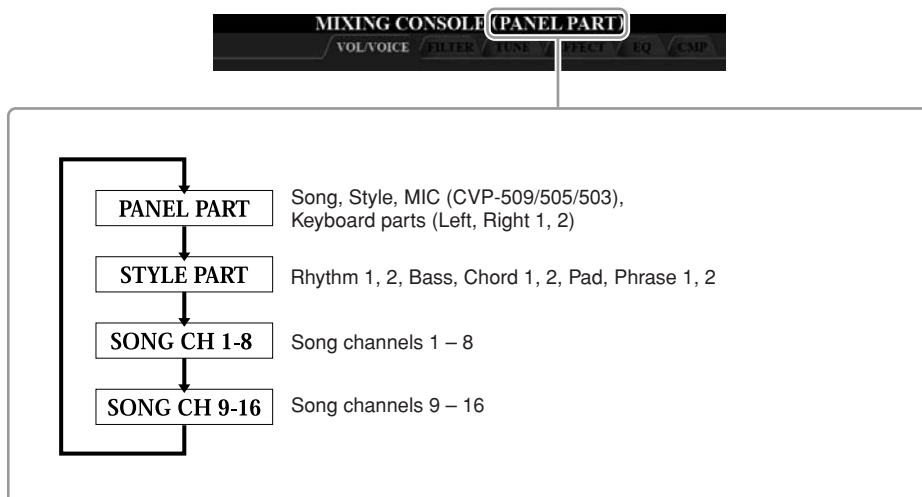 MIXING CONSOLE (PANEL PART)
VOL/VOICE FILTER TUNE EFFECT EQ CMP
PANEL PART
Song, Style, MIC (CVP-509/505/503),
Keyboard parts (Left, Right 1, 2)
STYLE PART
Rhythm 1, 2, Bass, Chord 1, 2, Pad, Phrase 1, 2
SONG CH 1-8
Song channels 1 – 8
SONG CH 9-16
Song channels 9 – 16